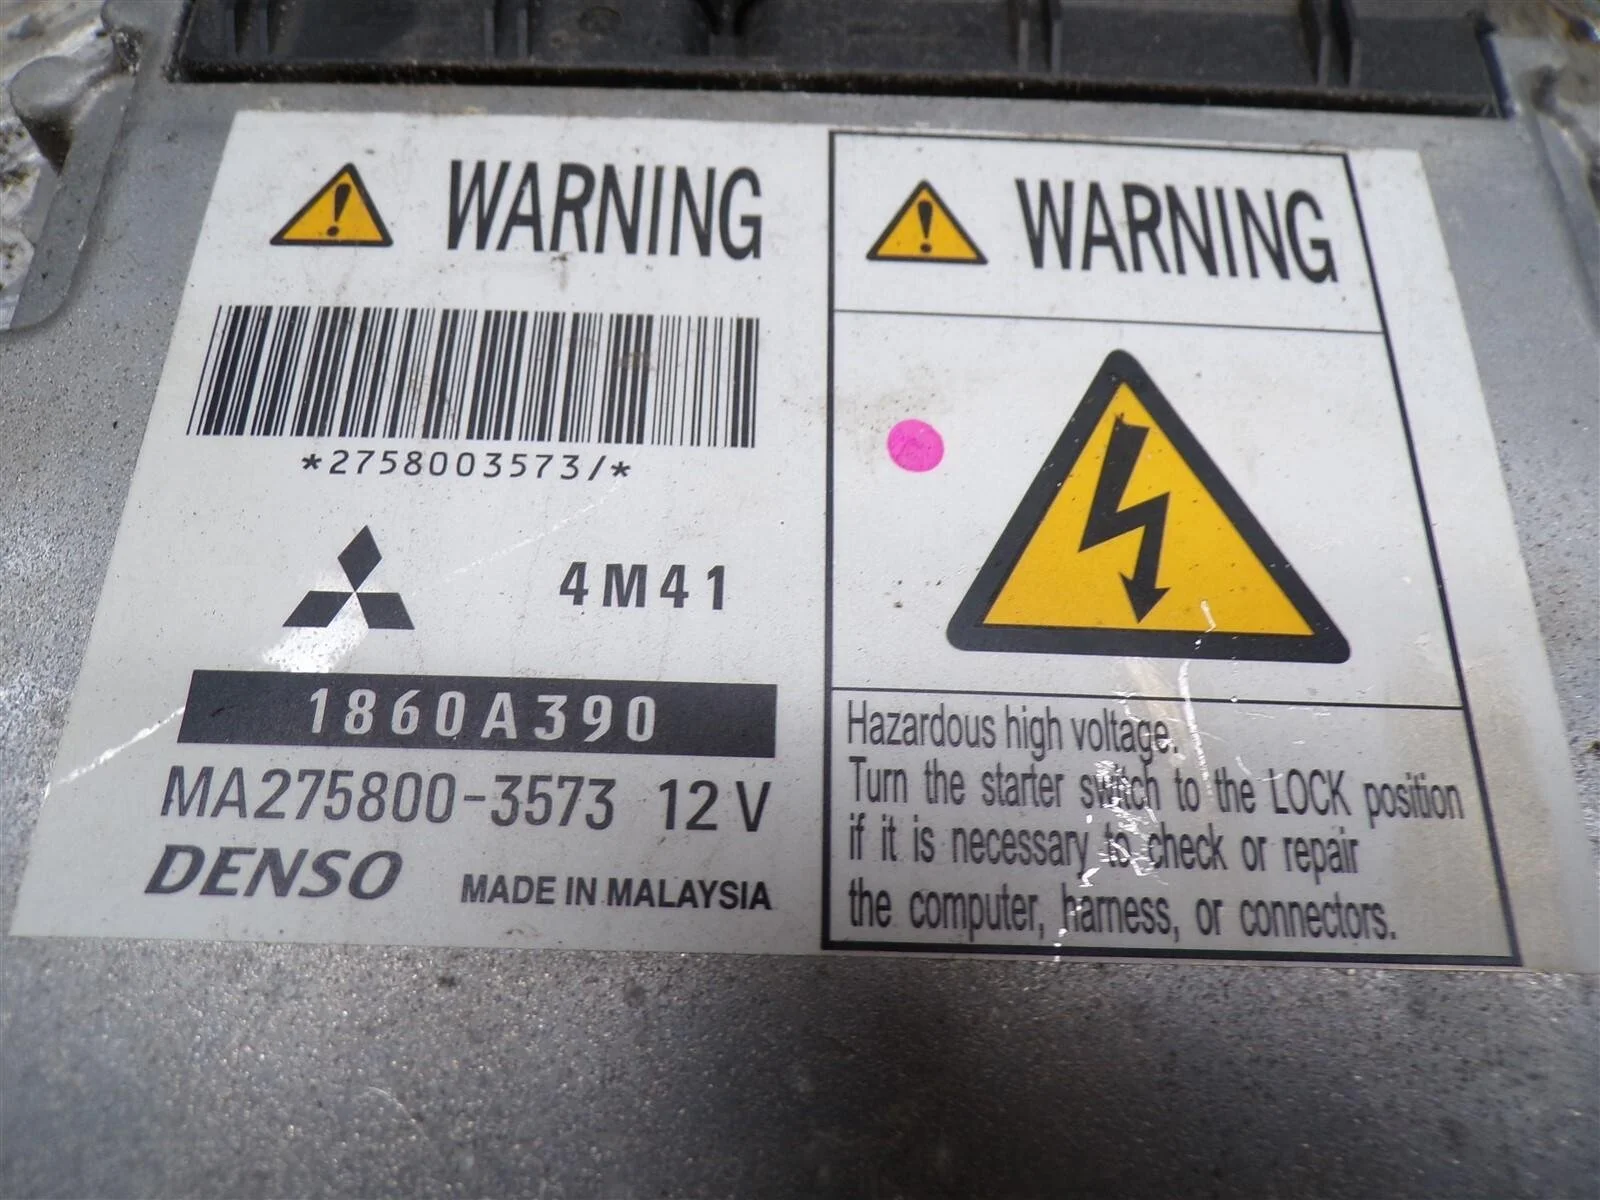 WARNING
*2758003573/*
4M41
1860A390
MA275800-3573 12V
DENSO MADE IN MALAYSIA
WARNING
Hazardous high voltage.
Turn the starter switch to the LOCK position
if it is necessary to check or repair
the computer, harness, or connectors.